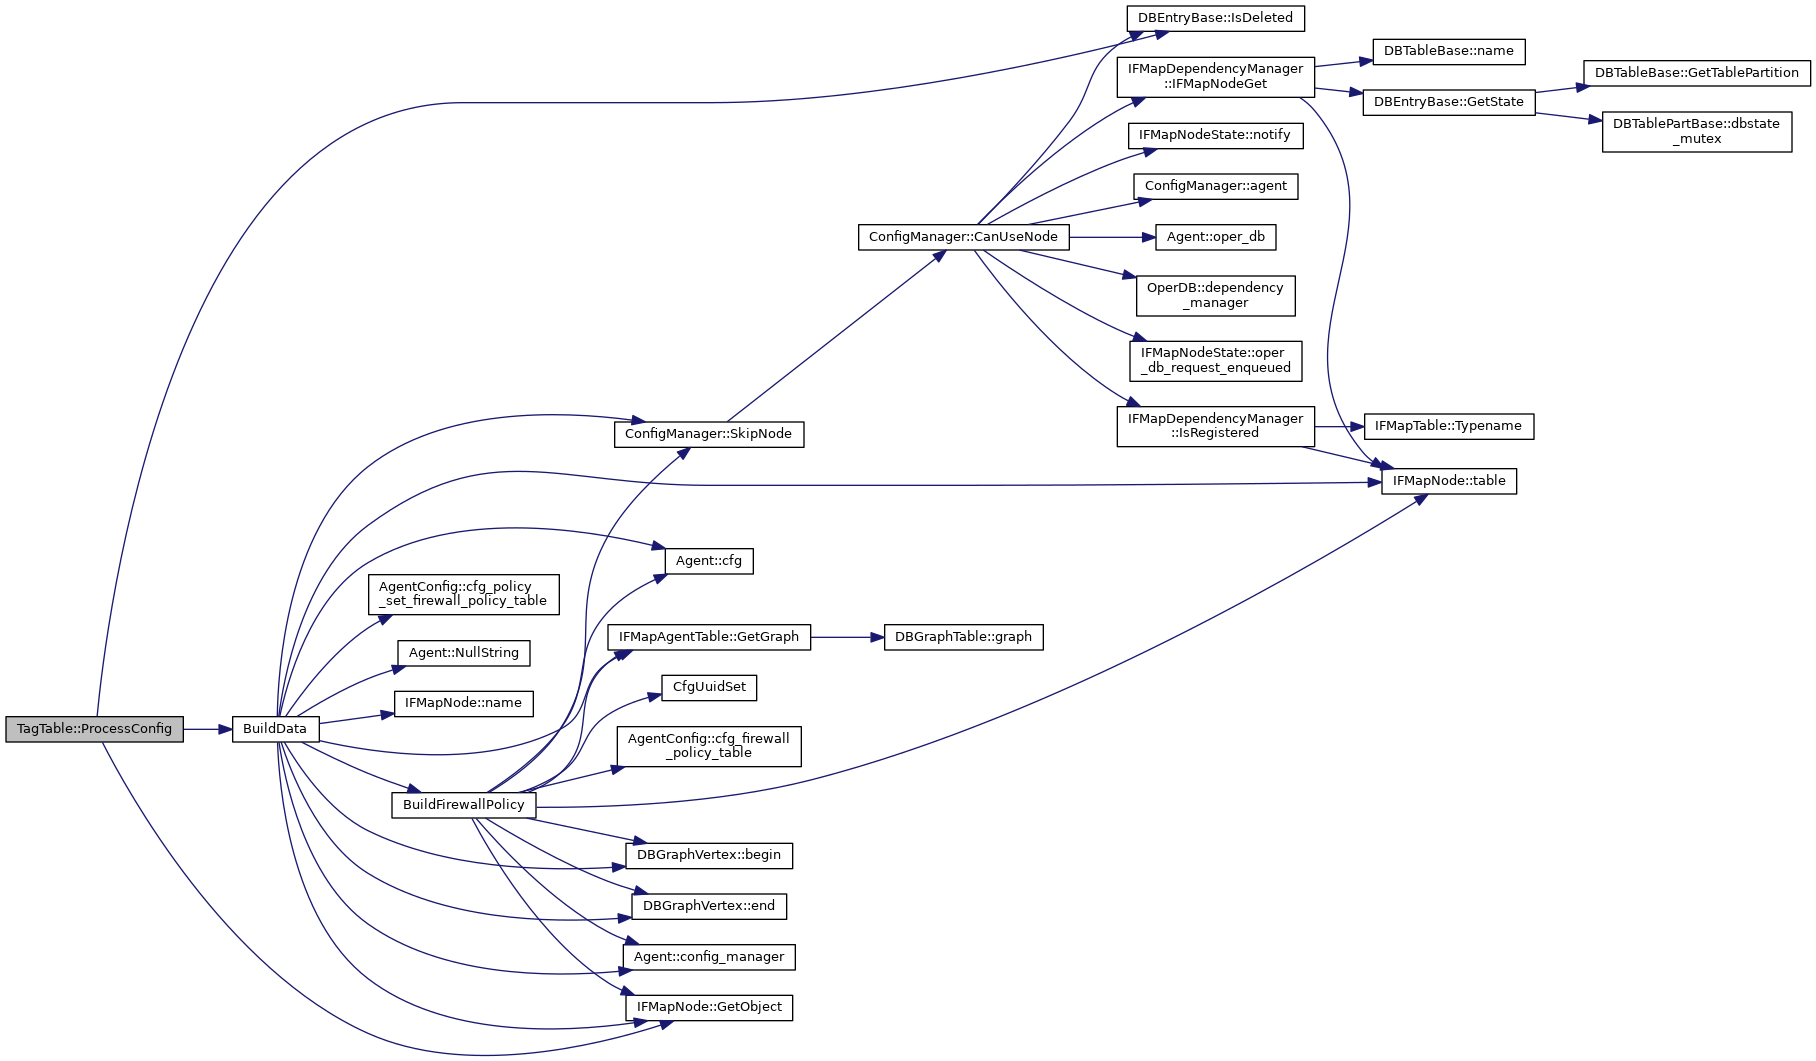 DBEntryBase::IsDeleted
DBTableBase::name
IFMapDependencyManager
::IFMapNodeGet
DBTableBase::GetTablePartition
DBEntryBase::GetState
DBTablePartBase::dbstate
_mutex
IFMapNodeState::notify
ConfigManager::agent
ConfigManager::CanUseNode
Agent::oper_db
OperDB::dependency
_manager
IFMapNodeState::oper
_db_request_enqueued
IFMapDependencyManager
::IsRegistered
IFMapTable::Typename
ConfigManager::SkipNode
IFMapNode::table
Agent::cfg
AgentConfig::cfg_policy
_set_firewall_policy_table
IFMapAgentTable::GetGraph
DBGraphTable::graph
Agent::NullString
CfgUuidSet
IFMapNode::name
TagTable::ProcessConfig
BuildData
AgentConfig::cfg_firewall
_policy_table
BuildFirewallPolicy
DBGraphVertex::begin
DBGraphVertex::end
Agent::config_manager
IFMapNode::GetObject